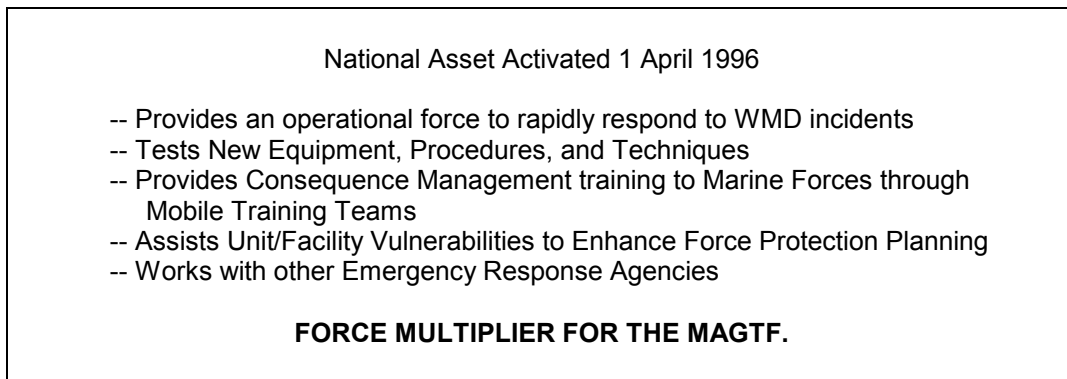 National Asset Activated 1 April 1996
-- Provides an operational force to rapidly respond to WMD incidents
-- Tests New Equipment, Procedures, and Techniques
-- Provides Consequence Management training to Marine Forces through
Mobile Training Teams
-- Assists Unit/Facility Vulnerabilities to Enhance Force Protection Planning
-- Works with other Emergency Response Agencies
FORCE MULTIPLIER FOR THE MAGTF.